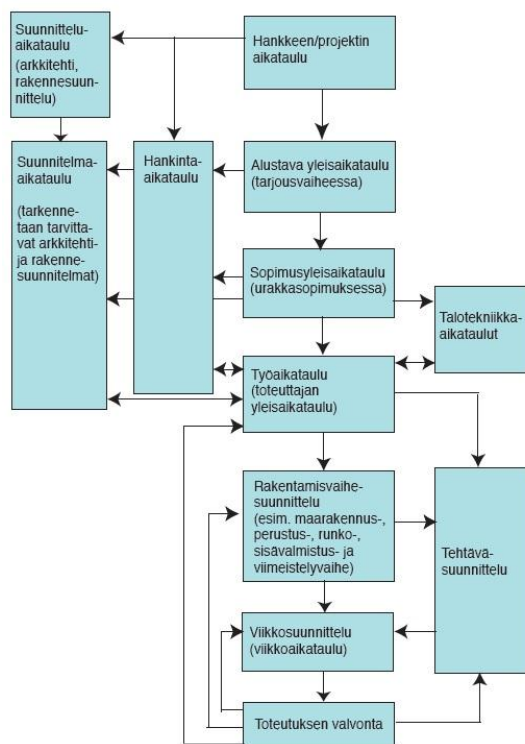 Suunnittelu-
aikataulu
(arkkitehti,
rakennesuun-
nittelu)
Hankkeen/projektin
aikataulu
Suunnitelma-
aikataulu
(tarkenne-
taan tarvitta-
vat arkkitehti-
ja rakenne-
suunnitelmat)
Hankinta-
aikataulu
Alustava yleisaikataulu
(tarjousvaiheessa)
Sopimusyleisaikataulu
(urakkasopimuksessa)
Talotekniikka-
aikataulut
Työaikataulu
(toteuttajan
yleisaikataulu)
Rakentamisvaihe-
suunnittelu
(esim. maarakennus-,
perustus-, runko-,
sisävalmistus- ja
viimeistelyvaihe)
Tehtävä-
suunnittelu
Viikkosuunnittelu
(viikkoaikataulu)
Toteutuksen valvonta